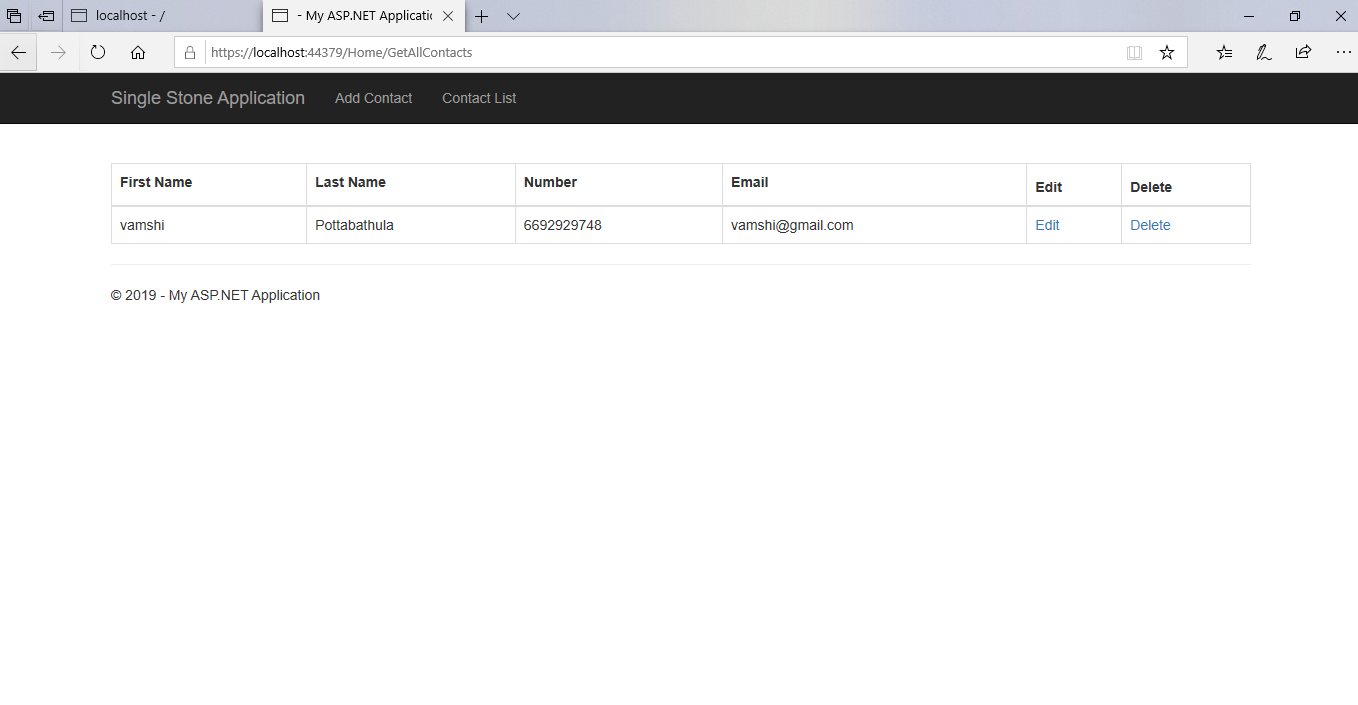 localhost - /
- My ASP.NET Applicatic
https://localhost:44379/Home/GetAllContacts
Single Stone Application Add Contact Contact List
First Name Last Name Number Email Edit Delete
vamshi Pottabathula 6692929748 vamshi@gmail.com Edit Delete
© 2019 - My ASP.NET Application